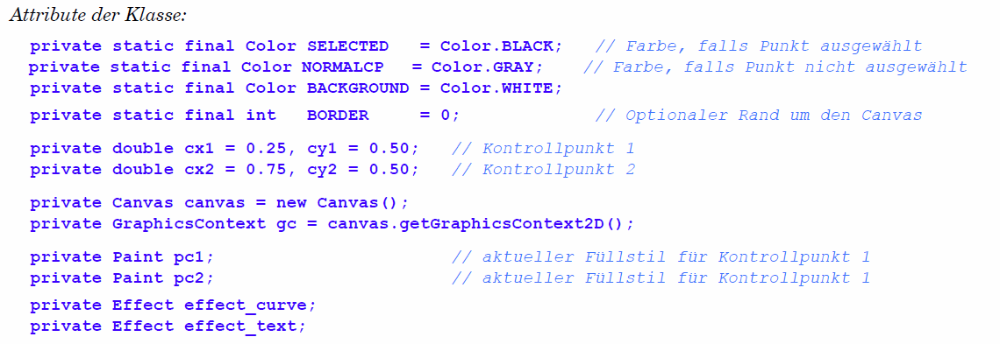 Attribute der Klasse:
private static final Color SELECTED   = Color.BLACK;   // Farbe, falls Punkt ausgewählt
private static final Color NORMALCP   = Color.GRAY;    // Farbe, falls Punkt nicht ausgewählt
private static final Color BACKGROUND = Color.WHITE;
private static final int   BORDER     = 0;             // Optionaler Rand um den Canvas
private double cx1 = 0.25, cy1 = 0.50;   // Kontrollpunkt 1
private double cx2 = 0.75, cy2 = 0.50;   // Kontrollpunkt 2
private Canvas canvas = new Canvas();
private GraphicsContext gc = canvas.getGraphicsContext2D();
private Paint pc1;                       // aktueller Füllstil für Kontrollpunkt 1
private Paint pc2;                       // aktueller Füllstil für Kontrollpunkt 1
private Effect effect_curve;
private Effect effect_text;